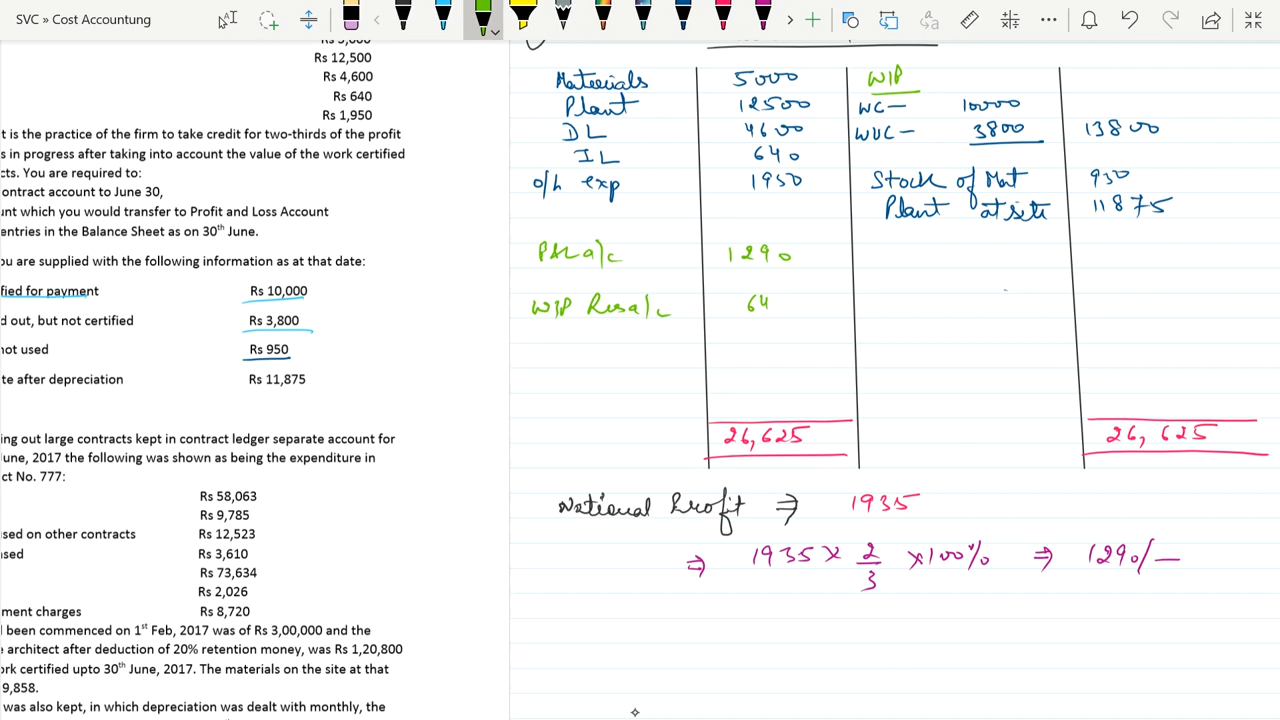 SVC » Cost Accountung
Rs 12,500
Rs 4,600
Rs 640
Rs 1,950
t is the practice of the firm to take credit for two-thirds of the profit
s in progress after taking into account the value of the work certified
cts. You are required to:
ontract account to June 30,
unt which you would transfer to Profit and Loss Account
entries in the Balance Sheet as on 30th June.
ou are supplied with the following information as at that date:
fied for payment Rs 10,000
d out, but not certified Rs 3,800
not used Rs 950
te after depreciation Rs 11,875
ing out large contracts kept in contract ledger separate account for
une, 2017 the following was shown as being the expenditure in
ct No. 777:
Rs 58,063
Rs 9,785
sed on other contracts Rs 12,523
sed Rs 3,610
Rs 73,634
Rs 2,026
ment charges Rs 8,720
l been commenced on 1st Feb, 2017 was of Rs 3,00,000 and the
e architect after deduction of 20% retention money, was Rs 1,20,800
ork certified upto 30th June, 2017. The materials on the site at that
9,858.
was also kept, in which depreciation was dealt with monthly, the
Materials 5000 WIP
Plant 12500 WC- 10000
DL 4600 WUC- 3800 13800
IL 640
o/h exp 1950 Stock of Mat 950
Plant at site 11875
P&L a/c 1290
WIP Res a/c 64
26,625 26,625
Notional Profit ⇒ 1935
⇒ 1935 × 2/3 × 100% ⇒ 1290/-